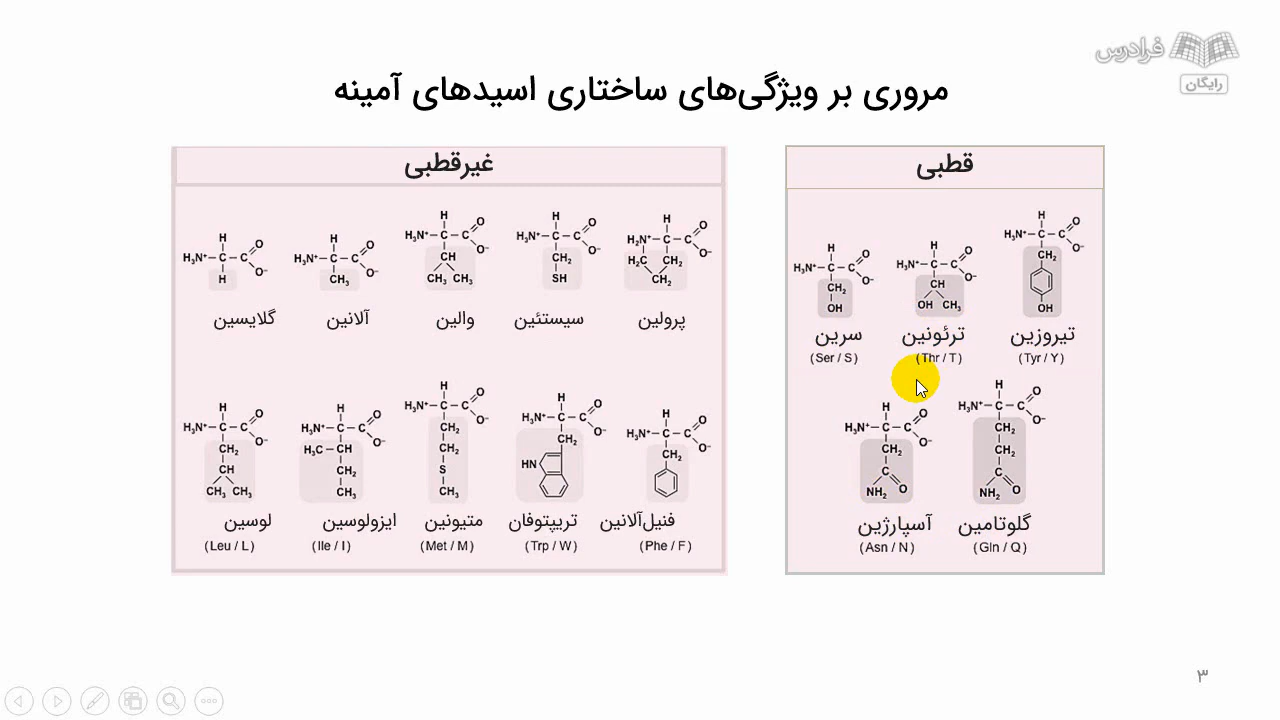 فرادرس
رایگان
مروری بر ویژگی‌های ساختاری اسیدهای آمینه
قطبی
سرین
(Ser / S)
ترئونین
(Thr / T)
تیروزین
(Tyr / Y)
آسپارژین
(Asn / N)
گلوتامین
(Gln / Q)
غیرقطبی
گلایسین
آلانین
والین
سیستئین
پرولین
لوسین
(Leu / L)
ایزولوسین
(Ile / I)
متیونین
(Met / M)
تریپتوفان
(Trp / W)
فنیل‌آلانین
(Phe / F)
۳